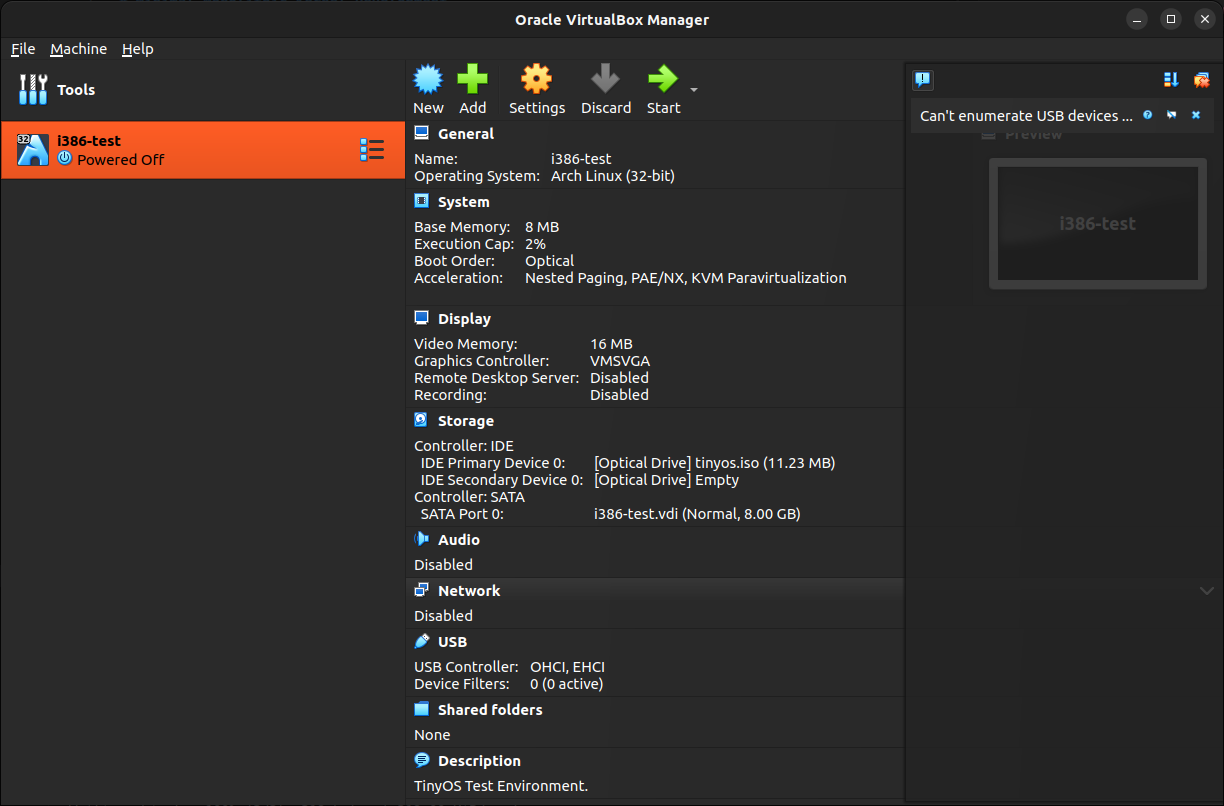 Oracle VirtualBox Manager
File Machine Help
Tools
New Add Settings Discard Start
32
i386-test
Powered Off
General
Name: i386-test
Operating System: Arch Linux (32-bit)
System
Base Memory: 8 MB
Execution Cap: 2%
Boot Order: Optical
Acceleration: Nested Paging, PAE/NX, KVM Paravirtualization
Display
Video Memory: 16 MB
Graphics Controller: VMSVGA
Remote Desktop Server: Disabled
Recording: Disabled
Storage
Controller: IDE
IDE Primary Device 0: [Optical Drive] tinyos.iso (11.23 MB)
IDE Secondary Device 0: [Optical Drive] Empty
Controller: SATA
SATA Port 0: i386-test.vdi (Normal, 8.00 GB)
Audio
Disabled
Network
Disabled
USB
USB Controller: OHCI, EHCI
Device Filters: 0 (0 active)
Shared folders
None
Description
TinyOS Test Environment.
Can't enumerate USB devices ...
Preview
i386-test